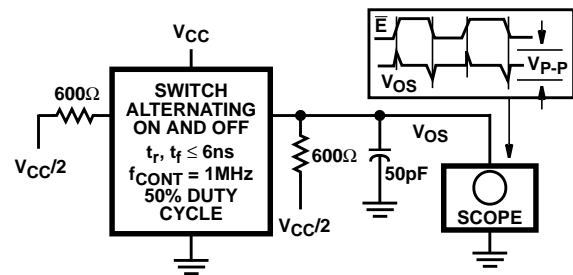 E
V_OS
V_P-P
V_CC
600Ω
V_CC/2
SWITCH
ALTERNATING
ON AND OFF
t_r, t_f ≤ 6ns
f_CONT = 1MHz
50% DUTY
CYCLE
600Ω
V_CC/2
50pF
V_OS
SCOPE